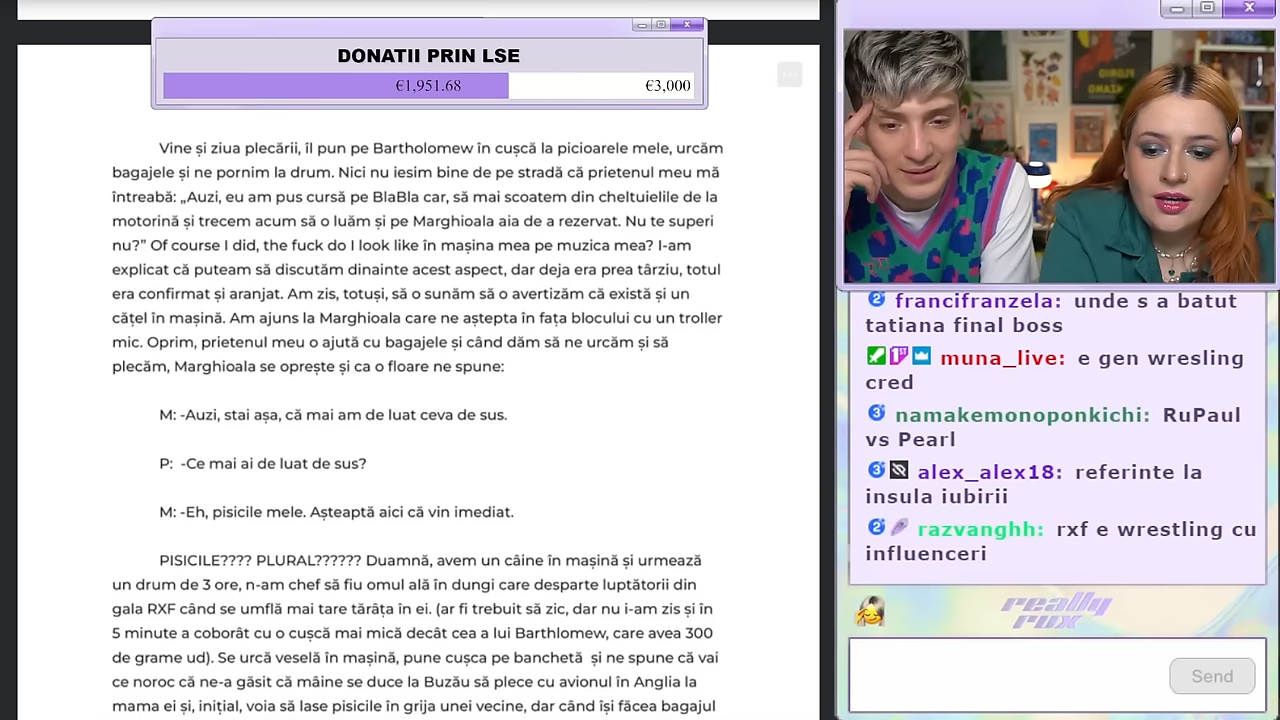 DONATII PRIN LSE
€1,951.68
€3,000
Vine și ziua plecării, îl pun pe Bartholomew în cușcă la picioarele mele, urcăm
bagajele și ne pornim la drum. Nici nu iesim bine de pe stradă că prietenul meu mă
întreabă: „Auzi, eu am pus cursă pe BlaBla car, să mai scoatem din cheltuielile de la
motorină și trecem acum să o luăm și pe Marghioala aia de a rezervat. Nu te superi
nu?” Of course I did, the fuck do I look like în mașina mea pe muzica mea? I-am
explicat că puteam să discutăm dinainte acest aspect, dar deja era prea târziu, totul
era confirmat și aranjat. Am zis, totuși, să o sunăm să o avertizăm că există și un
cățel în mașină. Am ajuns la Marghioala care ne aștepta în fața blocului cu un troller
mic. Oprim, prietenul meu o ajută cu bagajele și când dăm să ne urcăm și să
plecăm, Marghioala se oprește și ca o floare ne spune:
M: -Auzi, stai așa, că mai am de luat ceva de sus.
P: -Ce mai ai de luat de sus?
M: -Eh, pisicile mele. Așteaptă aici că vin imediat.
PISICILE???? PLURAL?????? Duamnă, avem un câine în mașină și urmează
un drum de 3 ore, n-am chef să fiu omul ală în dungi care desparte luptătorii din
gala RXF când se umflă mai tare tărâța în ei. (ar fi trebuit să zic, dar nu i-am zis și în
5 minute a coborât cu o cușcă mai mică decât cea a lui Barthlomew, care avea 300
de grame ud). Se urcă veselă în mașină, pune cușca pe banchetă și ne spune că vai
ce noroc că ne-a găsit că mâine se duce la Buzău să plece cu avionul în Anglia la
mama ei și, inițial, voia să lase pisicile în grija unei vecine, dar când își făcea bagajul
francifranzela: unde s a batut
tatiana final boss
muna_live: e gen wresling
cred
namakemonoponkichi: RuPaul
vs Pearl
alex_alex18: referinte la
insula iubirii
razvanghh: rxf e wrestling cu
influenceri
really
rux
Send